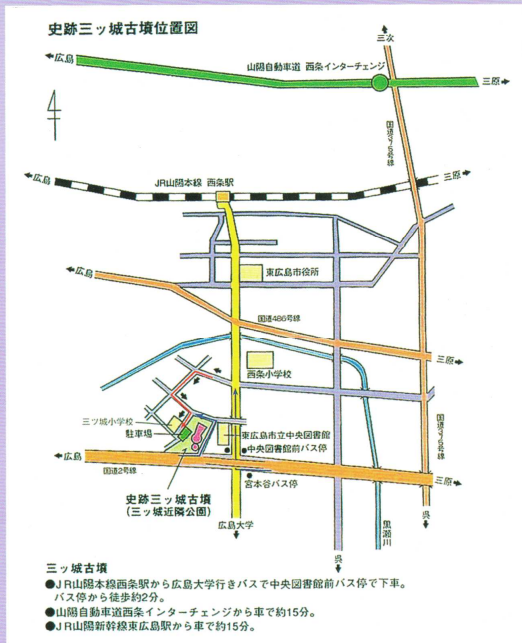 史跡三ッ城古墳位置図
三次
広島
山陽自動車道 西条インターチェンジ
三原
国道375号線
広島
JR山陽本線 西条駅
三原
東広島市役所
広島
国道486号線
三原
西条小学校
三ツ城小学校
駐車場
東広島市立中央図書館
中央図書館前バス停
国道375号線
広島
国道2号線
三原
宮本谷バス停
史跡三ッ城古墳
(三ッ城近隣公園)
広島大学
黒瀬川
呉
呉
三ッ城古墳
●JR山陽本線西条駅から広島大学行きバスで中央図書館前バス停で下車。
バス停から徒歩約2分。
●山陽自動車道西条インターチェンジから車で約15分。
●JR山陽新幹線東広島駅から車で約15分。